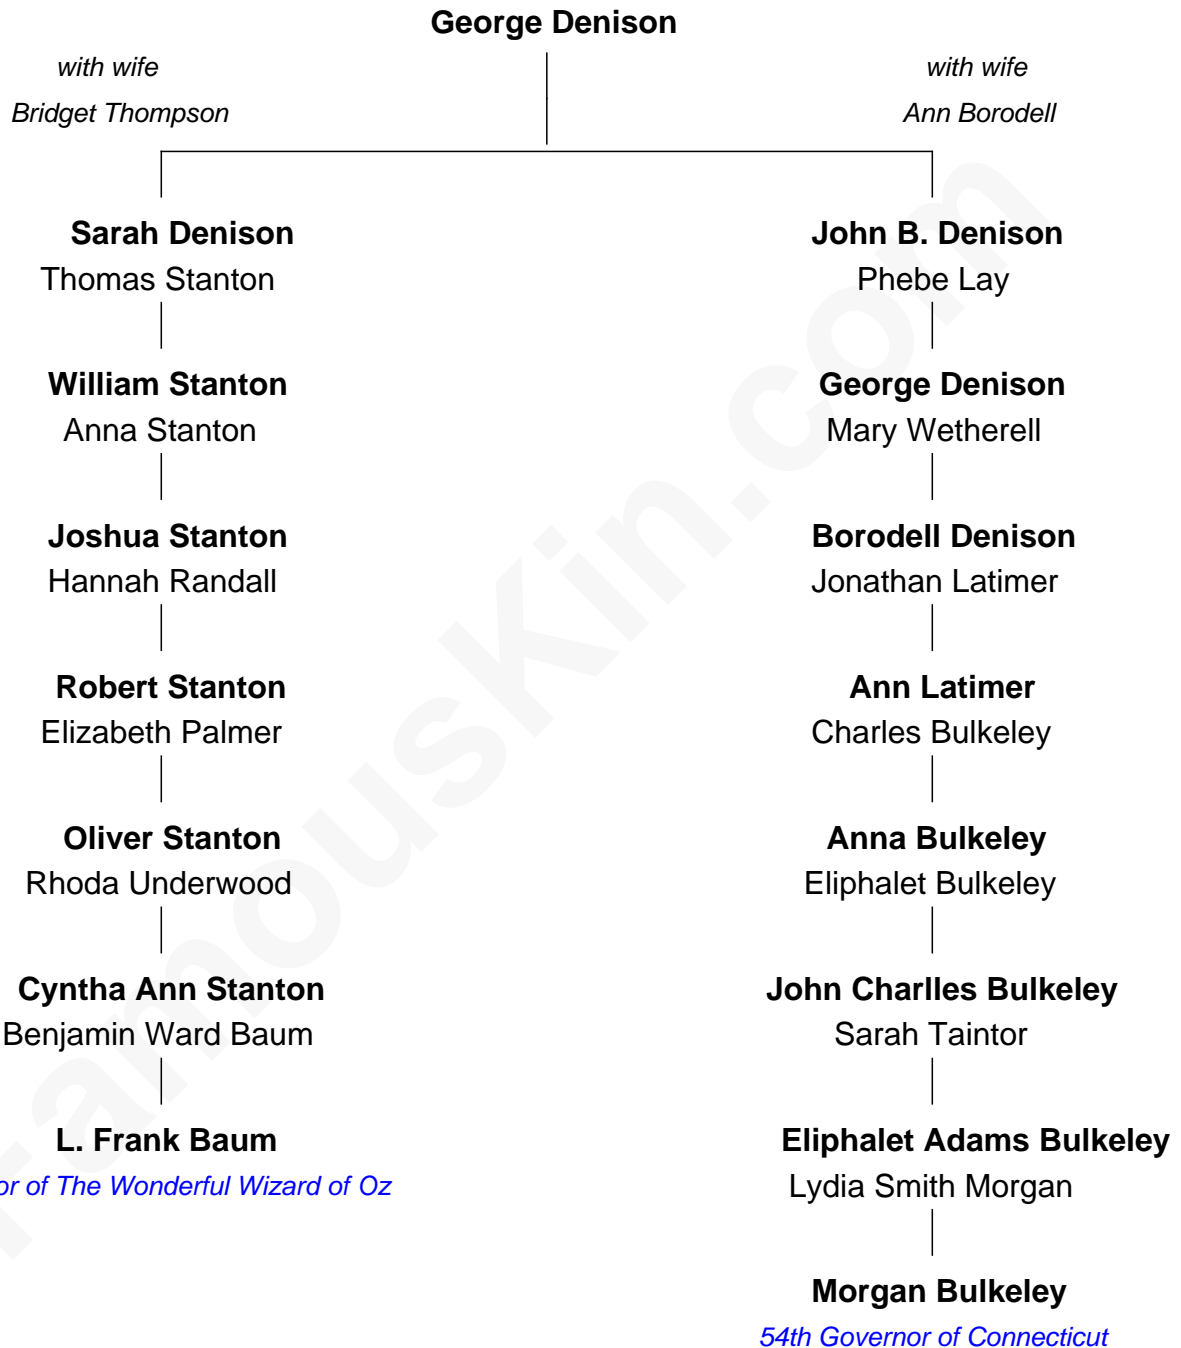 George Denison
with wife
Bridget Thompson
with wife
Ann Borodell
Sarah Denison
Thomas Stanton
William Stanton
Anna Stanton
Joshua Stanton
Hannah Randall
Robert Stanton
Elizabeth Palmer
Oliver Stanton
Rhoda Underwood
Cyntha Ann Stanton
Benjamin Ward Baum
L. Frank Baum
or of The Wonderful Wizard of Oz
John B. Denison
Phebe Lay
George Denison
Mary Wetherell
Borodell Denison
Jonathan Latimer
Ann Latimer
Charles Bulkeley
Anna Bulkeley
Eliphalet Bulkeley
John Charlles Bulkeley
Sarah Taintor
Eliphalet Adams Bulkeley
Lydia Smith Morgan
Morgan Bulkeley
54th Governor of Connecticut
FamousKin.com